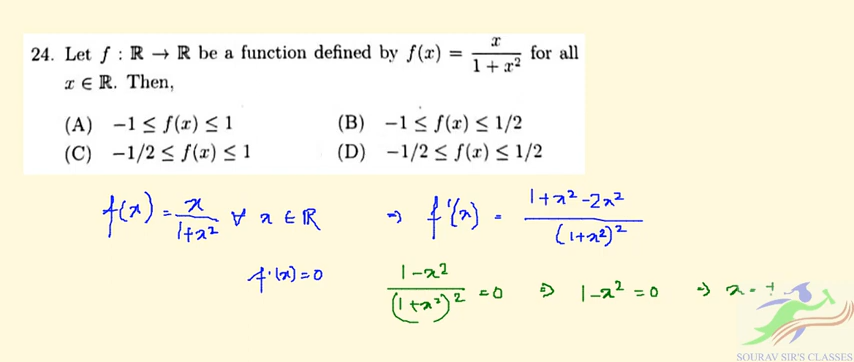 24. Let f : ℝ → ℝ be a function defined by f(x) = x/(1 + x²) for all
x ∈ ℝ. Then,
(A) −1 ≤ f(x) ≤ 1 (B) −1 ≤ f(x) ≤ 1/2
(C) −1/2 ≤ f(x) ≤ 1 (D) −1/2 ≤ f(x) ≤ 1/2
f(x) = x/(1+x²) ∀ x ∈ ℝ ⇒ f'(x) = (1+x²-2x²)/(1+x²)²
f'(x) = 0 (1-x²)/(1+x²)² = 0 ⇒ 1-x² = 0 ⇒ x = ±
SOURAV SIR'S CLASSES